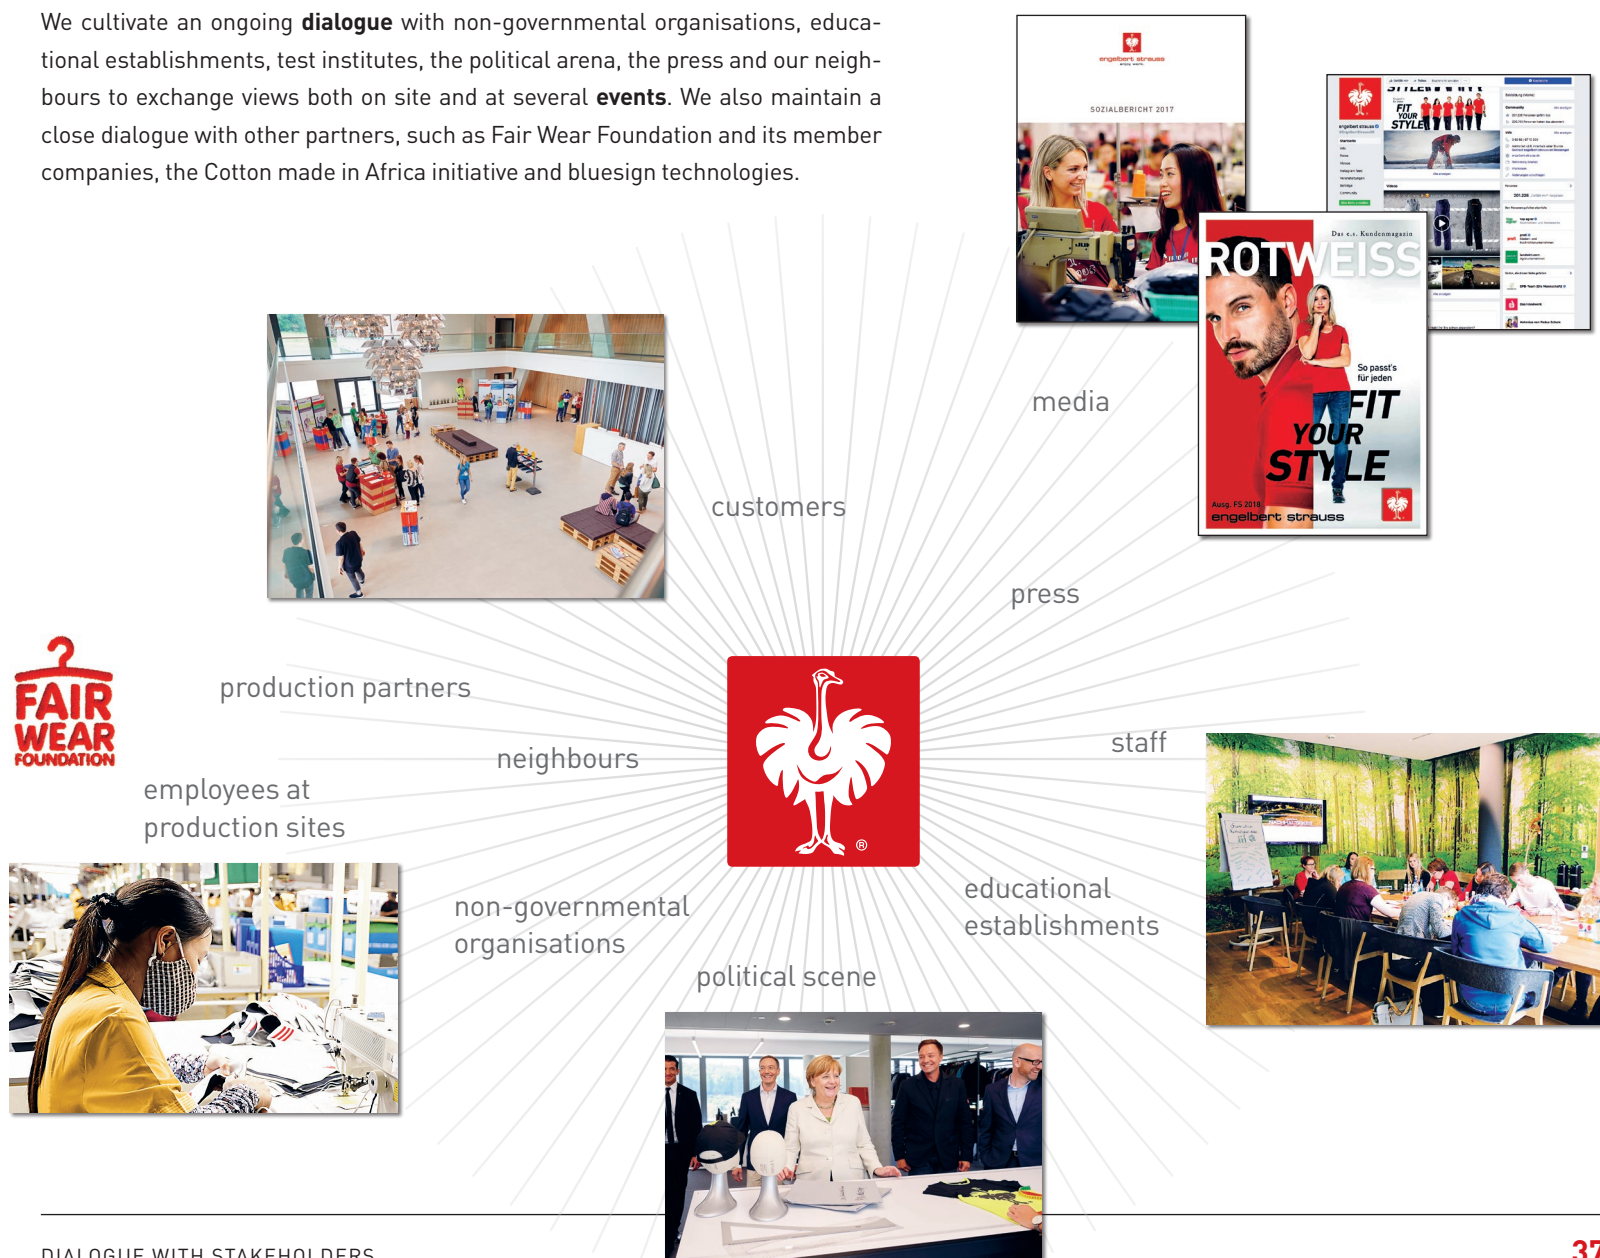 We cultivate an ongoing dialogue with non-governmental organisations, educa-
tional establishments, test institutes, the political arena, the press and our neigh-
bours to exchange views both on site and at several events. We also maintain a
close dialogue with other partners, such as Fair Wear Foundation and its member
companies, the Cotton made in Africa initiative and bluesign technologies.
engelbert strauss
enjoy work.
SOZIALBERICHT 2017
FIT
YOUR
STYLE
Das e.s. Kundenmagazin
ROTWEISS
So passt's
für jeden
FIT
YOUR
STYLE
Ausg. FS 2018
engelbert strauss
media
customers
press
FAIR
WEAR
FOUNDATION
production partners
neighbours
staff
employees at
production sites
®
non-governmental
organisations
educational
establishments
political scene
DIALOGUE WITH STAKEHOLDERS
37